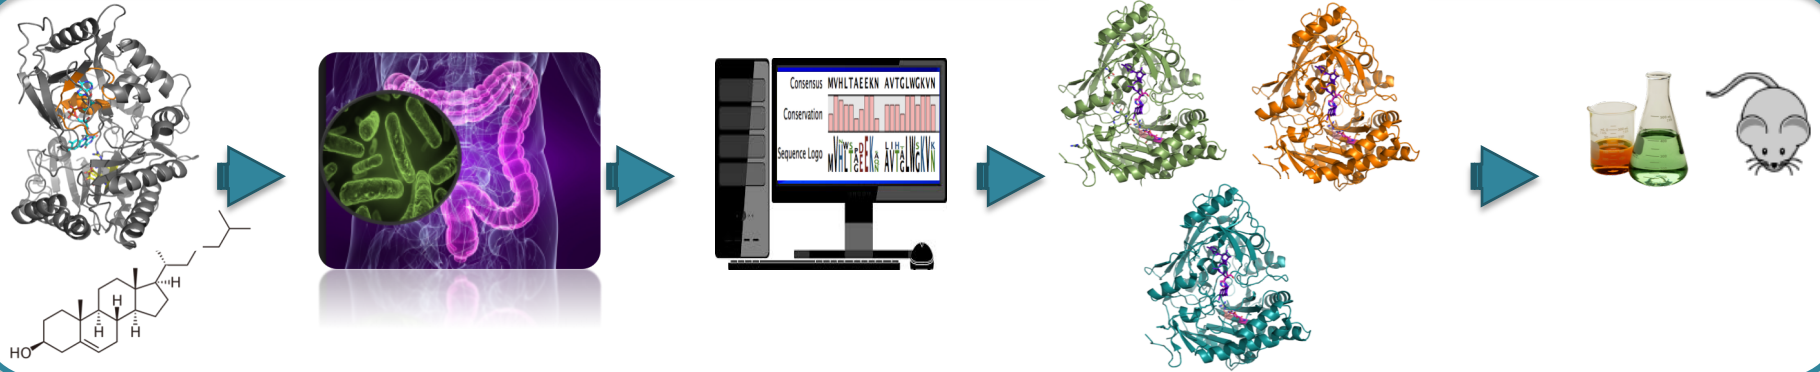 Consensus MVHLTAEEKN AVTGLWGKVN
Conservation
Sequence Logo
H
H
H
H
HO